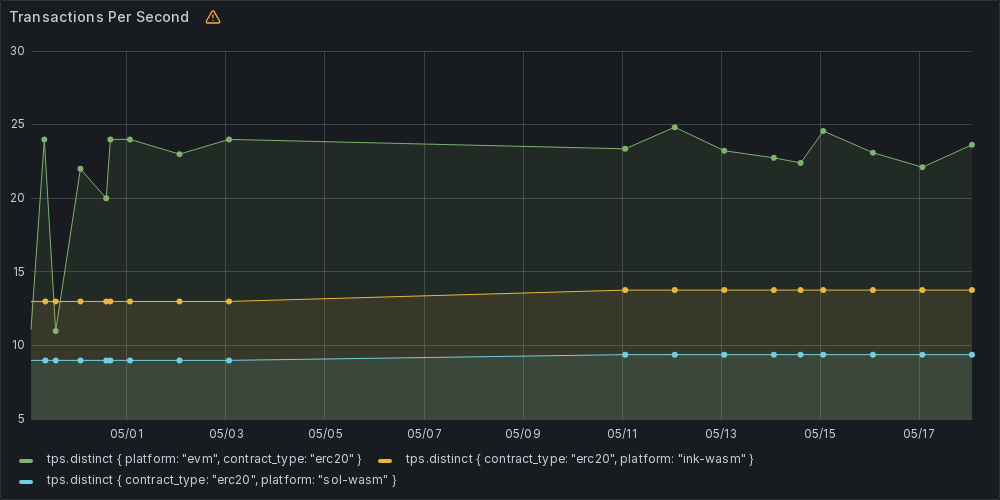 Transactions Per Second
30
25
20
15
10
5
05/01 05/03 05/05 05/07 05/09 05/11 05/13 05/15 05/17
tps.distinct { platform: "evm", contract_type: "erc20" } tps.distinct { contract_type: "erc20", platform: "ink-wasm" }
tps.distinct { contract_type: "erc20", platform: "sol-wasm" }